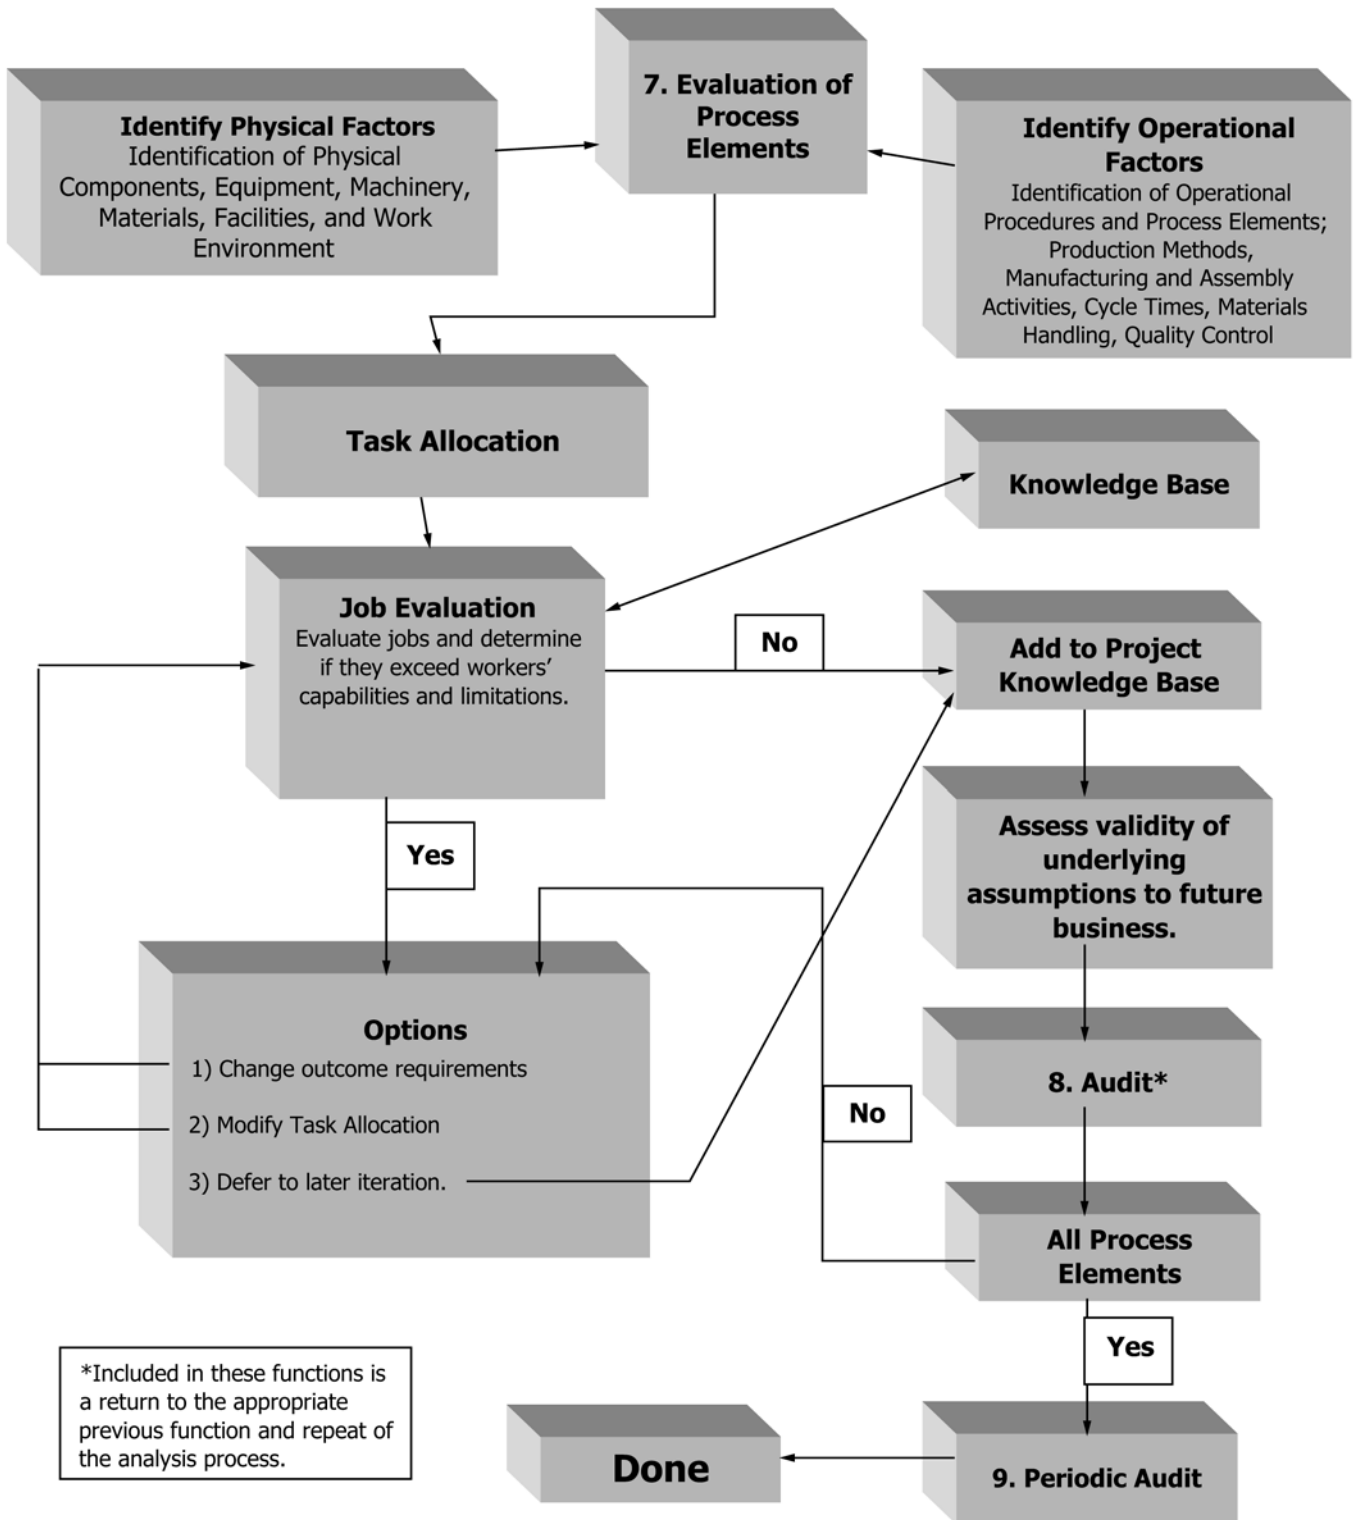 7. Evaluation of
Process
Elements
Identify Physical Factors
Identification of Physical
Components, Equipment, Machinery,
Materials, Facilities, and Work
Environment
Identify Operational
Factors
Identification of Operational
Procedures and Process Elements;
Production Methods,
Manufacturing and Assembly
Activities, Cycle Times, Materials
Handling, Quality Control
Task Allocation
Knowledge Base
Job Evaluation
Evaluate jobs and determine
if they exceed workers’
capabilities and limitations.
No
Add to Project
Knowledge Base
Yes
Assess validity of
underlying
assumptions to future
business.
Options
1) Change outcome requirements
2) Modify Task Allocation
3) Defer to later iteration.
8. Audit*
No
All Process
Elements
Yes
*Included in these functions is
a return to the appropriate
previous function and repeat of
the analysis process.
Done
9. Periodic Audit